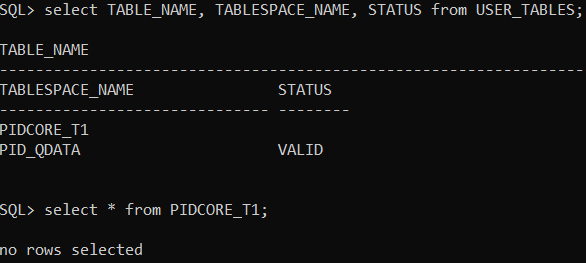 SQL> select TABLE_NAME, TABLESPACE_NAME, STATUS from USER_TABLES;
TABLE_NAME
--------------------------------------------------------------------------------
TABLESPACE_NAME                STATUS
------------------------------ --------
PIDCORE_T1
PID_QDATA                      VALID
SQL> select * from PIDCORE_T1;
no rows selected